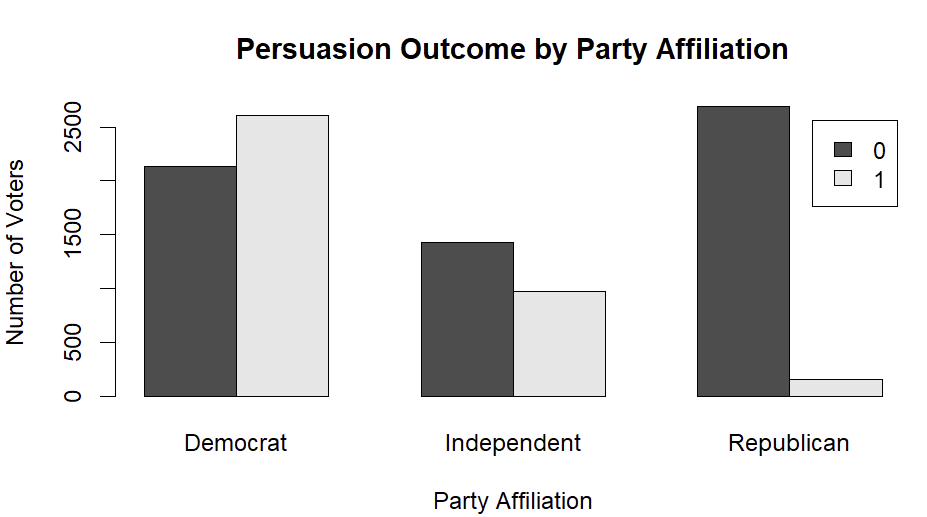 Persuasion Outcome by Party Affiliation
Number of Voters
2500
1500
500
0
0
1
Democrat Independent Republican
Party Affiliation